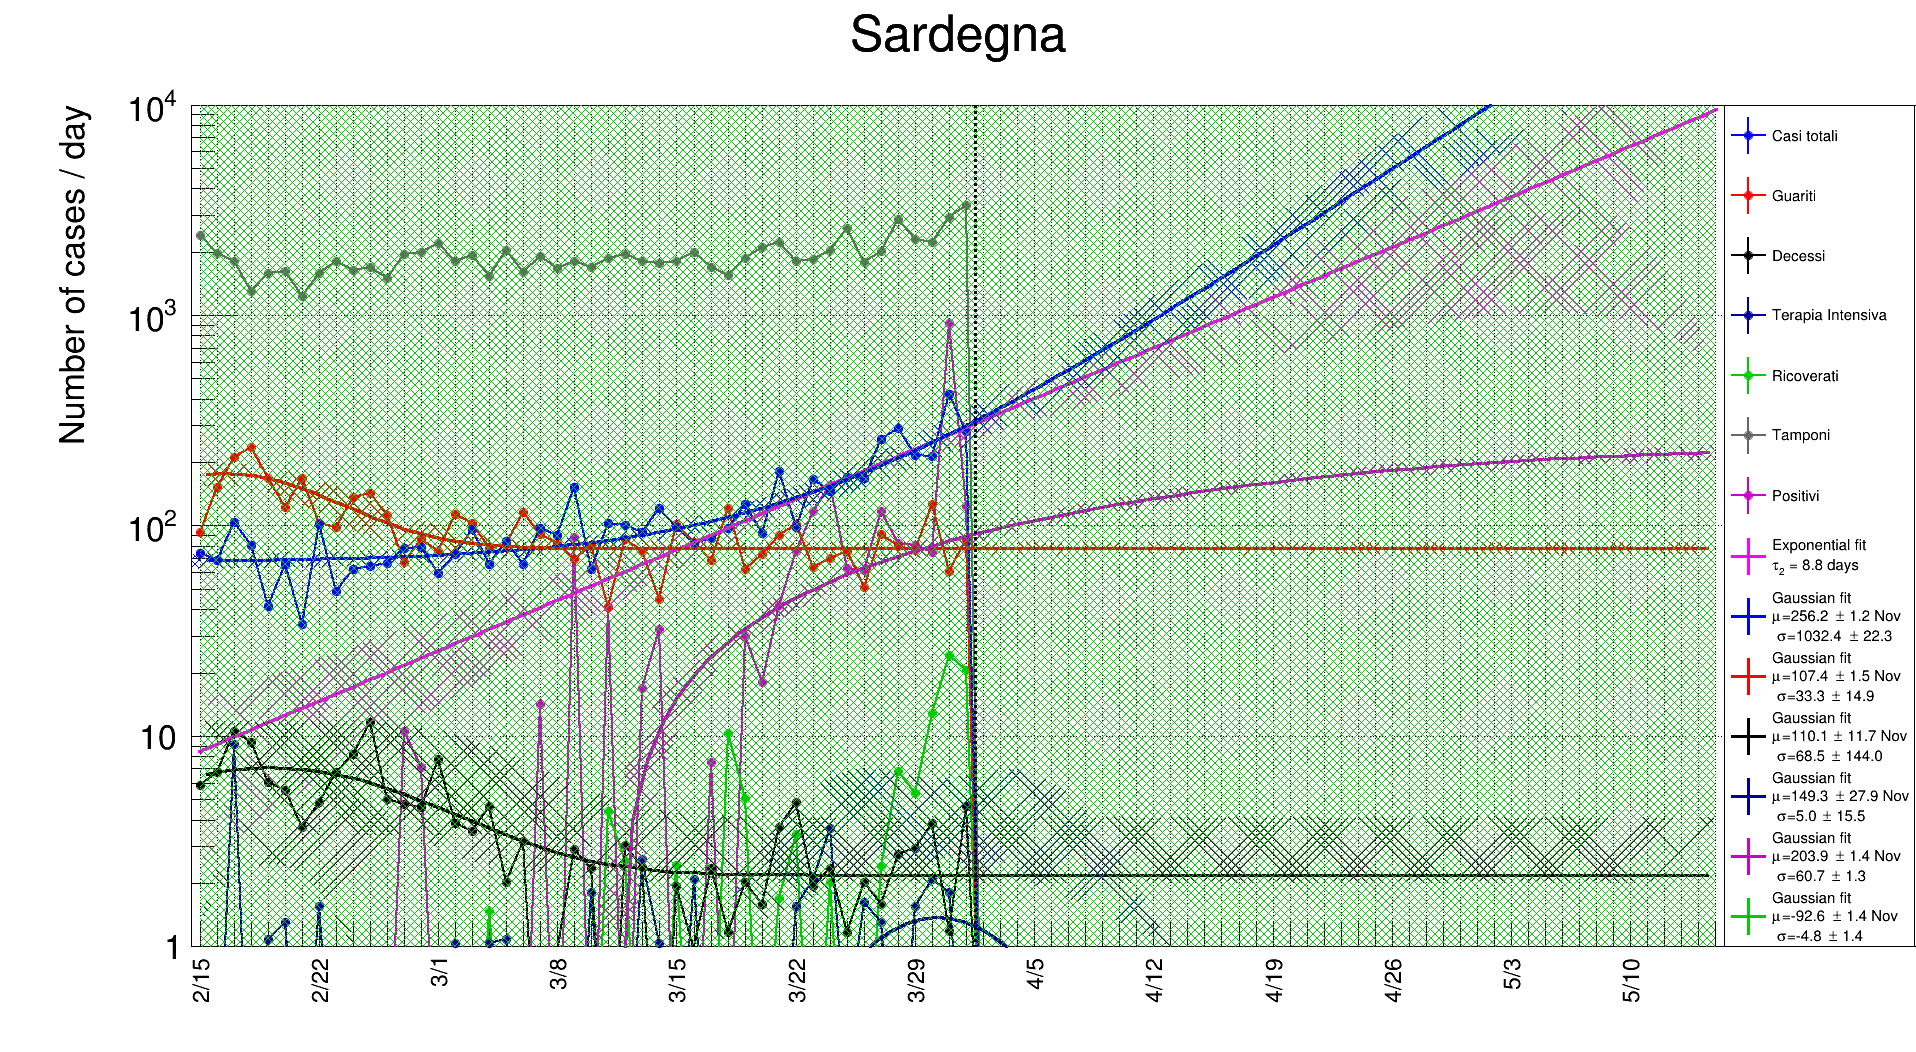 Sardegna
Number of cases / day
10⁴
10³
10²
10
1
2/15
2/22
3/1
3/8
3/15
3/22
3/29
4/5
4/12
4/19
4/26
5/3
5/10
Casi totali
Guariti
Decessi
Terapia Intensiva
Ricoverati
Tamponi
Positivi
Exponential fit
τ₂ = 8.8 days
Gaussian fit
μ=256.2 ± 1.2 Nov
σ=1032.4 ± 22.3
Gaussian fit
μ=107.4 ± 1.5 Nov
σ=33.3 ± 14.9
Gaussian fit
μ=110.1 ± 11.7 Nov
σ=68.5 ± 144.0
Gaussian fit
μ=149.3 ± 27.9 Nov
σ=5.0 ± 15.5
Gaussian fit
μ=203.9 ± 1.4 Nov
σ=60.7 ± 1.3
Gaussian fit
μ=-92.6 ± 1.4 Nov
σ=-4.8 ± 1.4